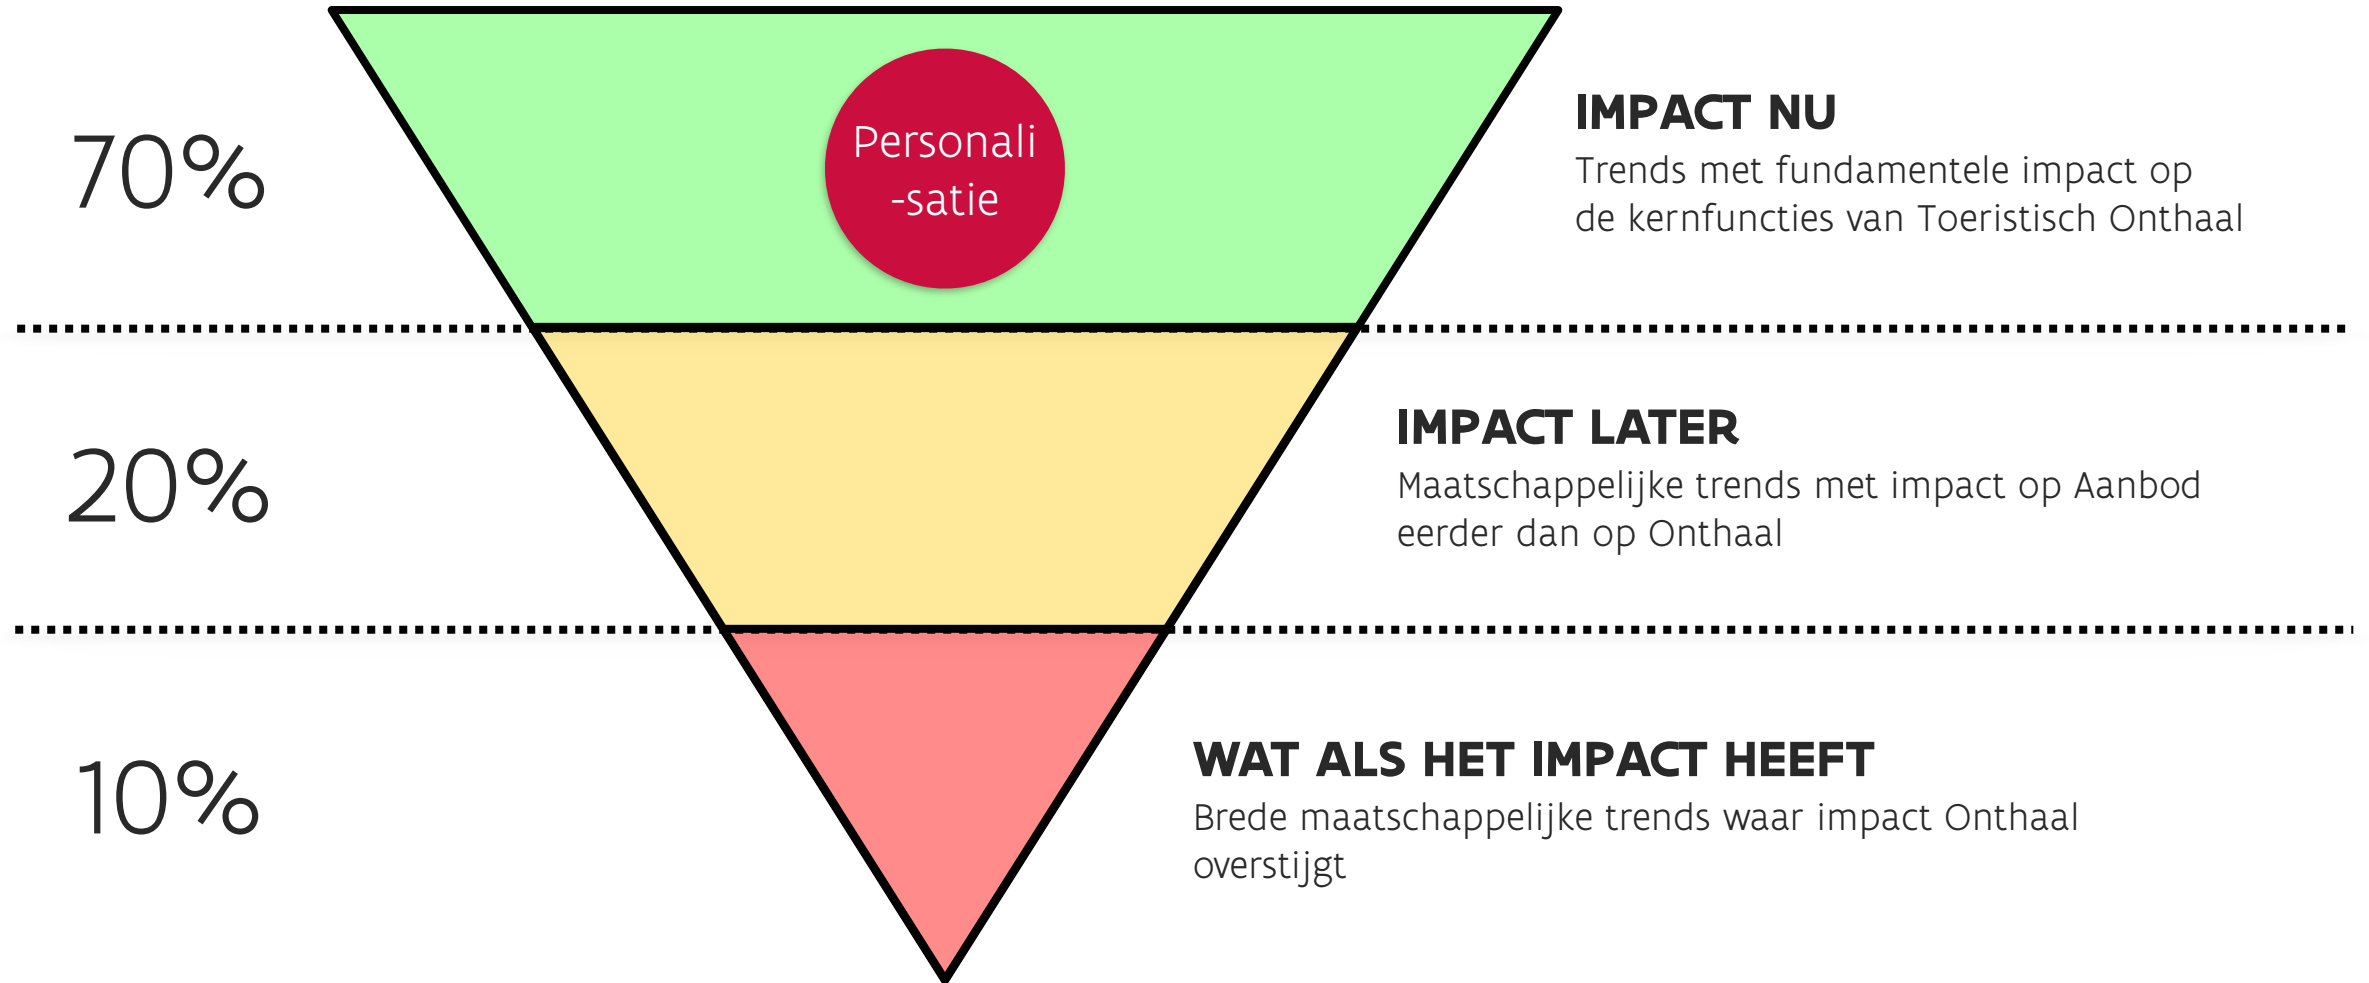 70%
Personali
-satie
IMPACT NU
Trends met fundamentele impact op
de kernfuncties van Toeristisch Onthaal
20%
IMPACT LATER
Maatschappelijke trends met impact op Aanbod
eerder dan op Onthaal
10%
WAT ALS HET IMPACT HEEFT
Brede maatschappelijke trends waar impact Onthaal
overstijgt